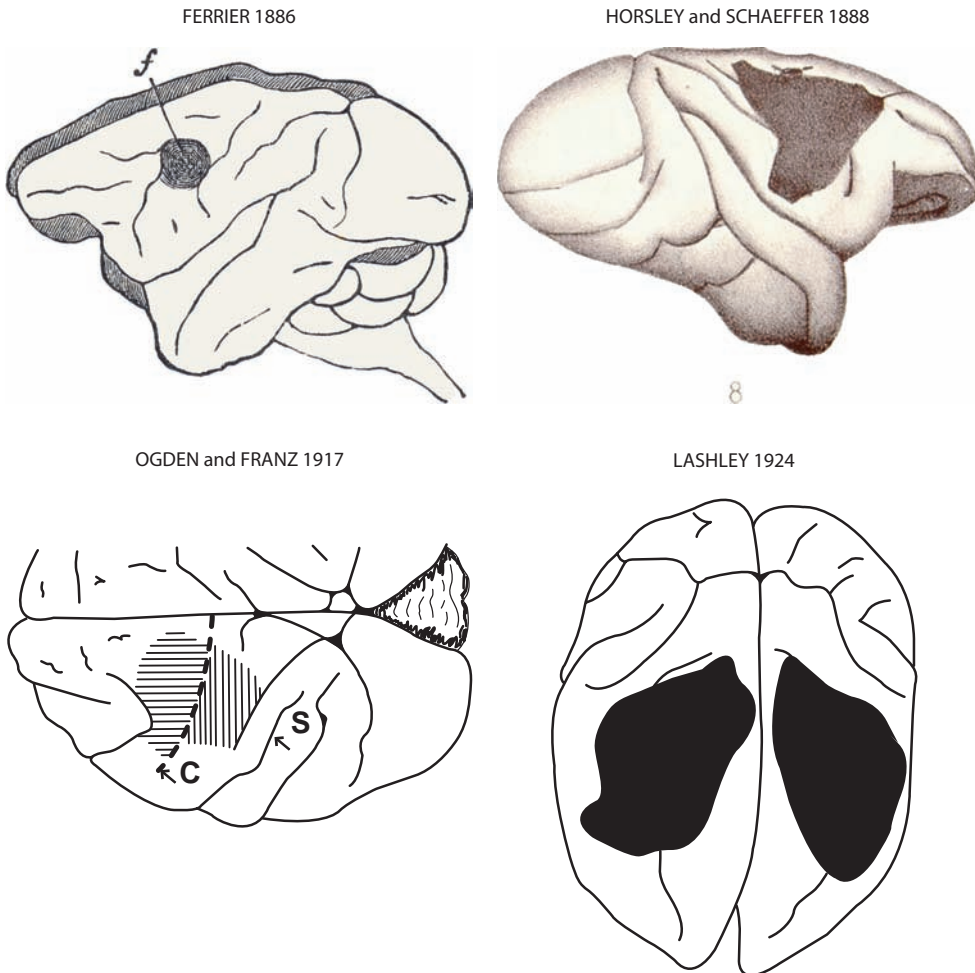 FERRIER 1886
HORSLEY and SCHAEFFER 1888
f
8
OGDEN and FRANZ 1917
LASHLEY 1924
S
C